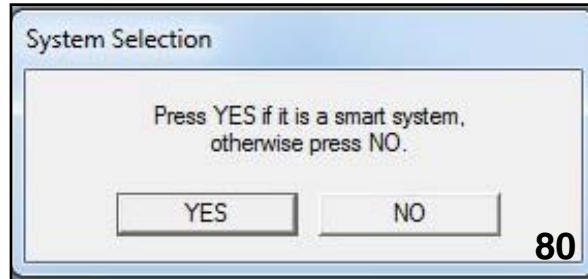 System Selection
Press YES if it is a smart system,
otherwise press NO.
YES
NO
80